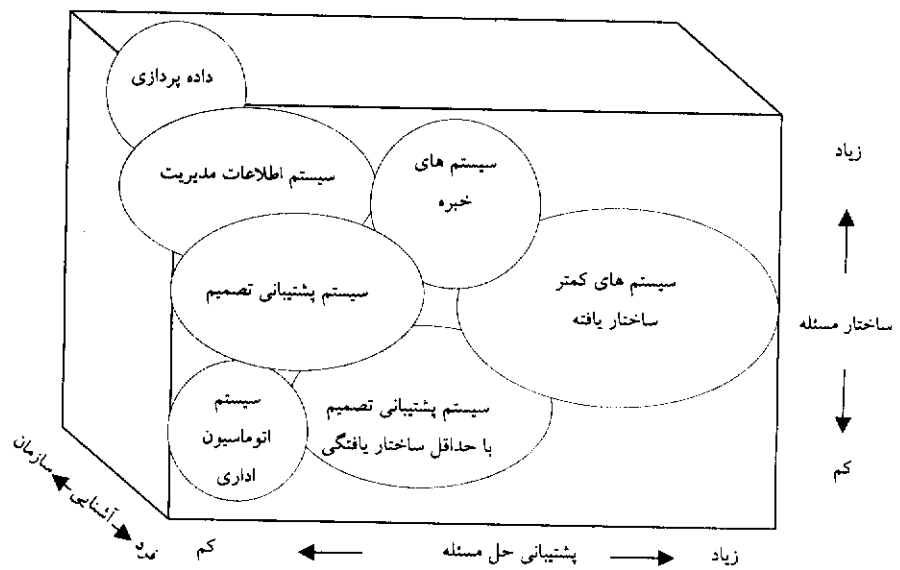 داده پردازی
سیستم های
خبره
سیستم اطلاعات مدیریت
زیاد
سیستم های کمتر
ساختار یافته
سیستم پشتیبانی تصمیم
ساختار مسئله
سیستم پشتیبانی تصمیم
با حداقل ساختار یافتگی
سیستم
اتوماسیون
اداری
کم
سازمان
آشنایی
فرد
کم
پشتیبانی حل مسئله
زیاد